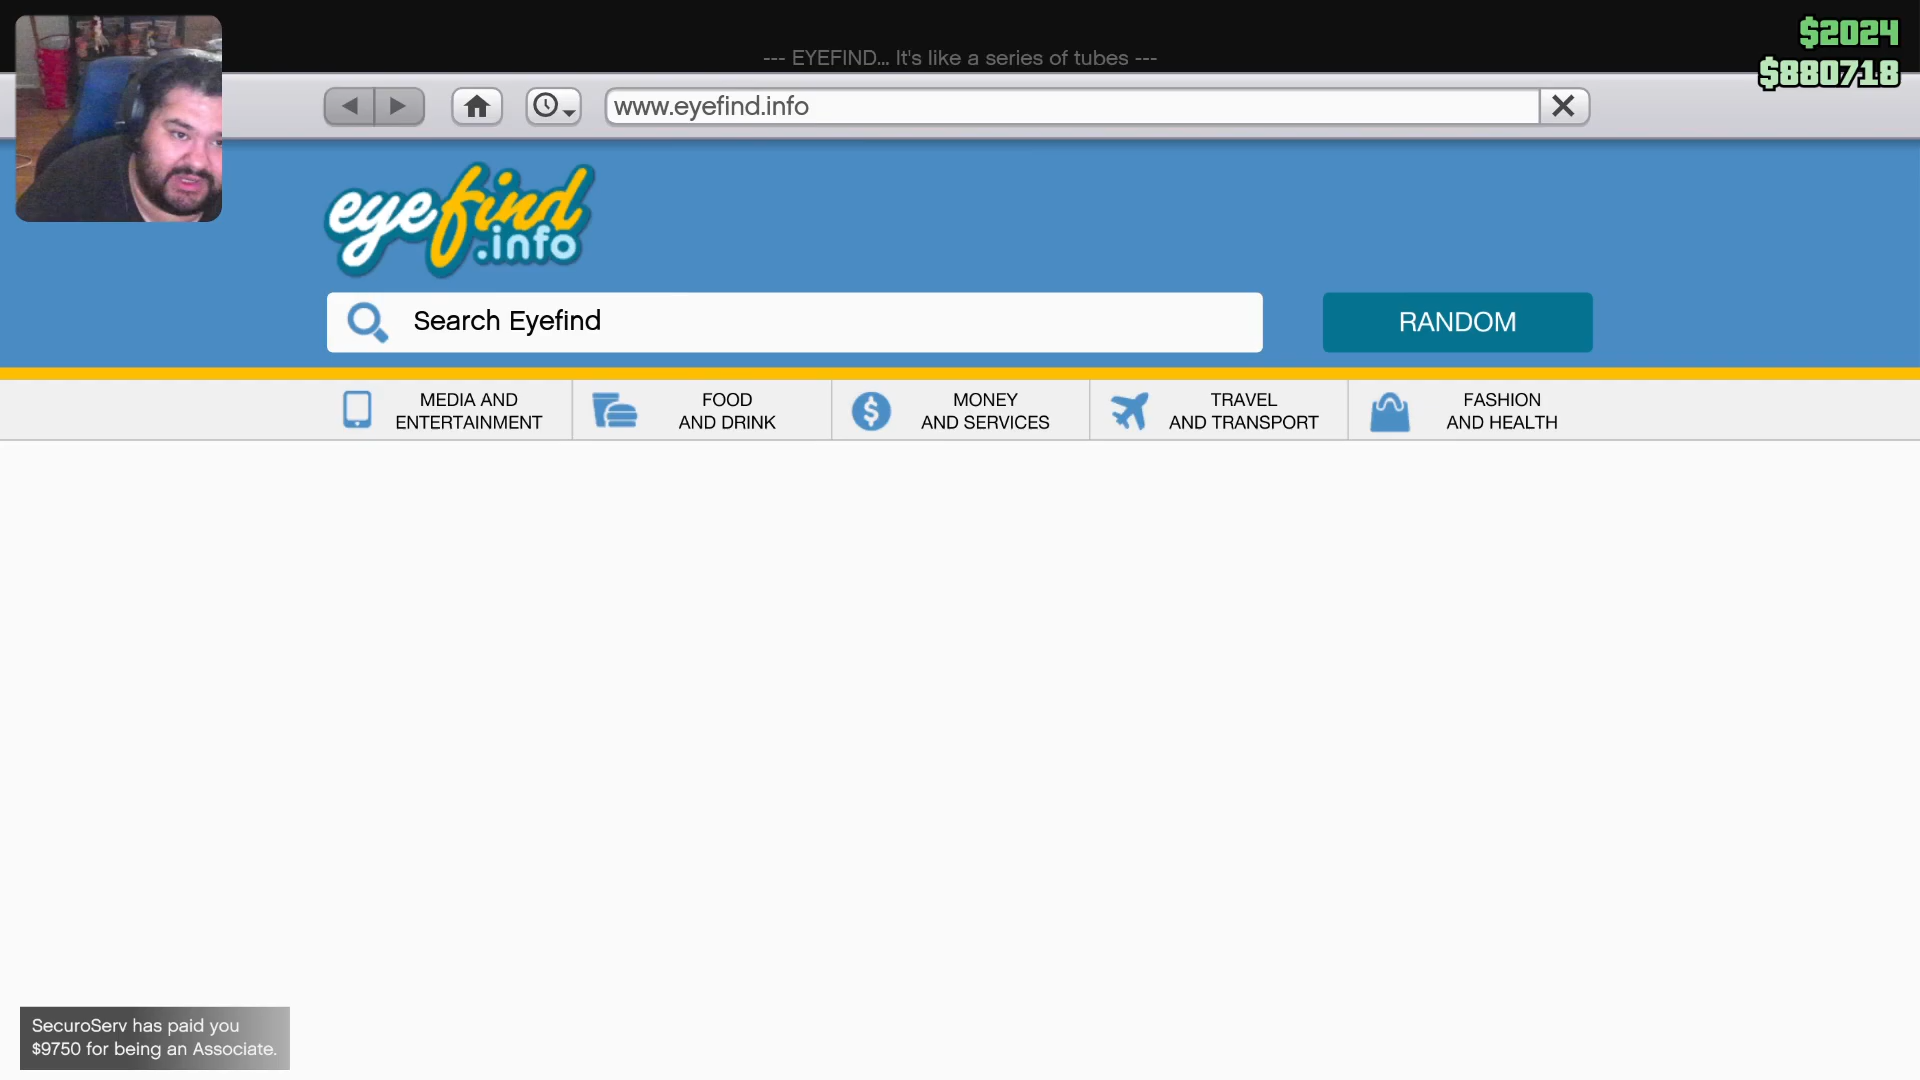 $2024
--- EYEFIND... It's like a series of tubes ---
$880718
www.eyefind.info
eyefind
.info
Search Eyefind
RANDOM
MEDIA AND
ENTERTAINMENT
FOOD
AND DRINK
MONEY
AND SERVICES
TRAVEL
AND TRANSPORT
FASHION
AND HEALTH
SecuroServ has paid you
$9750 for being an Associate.